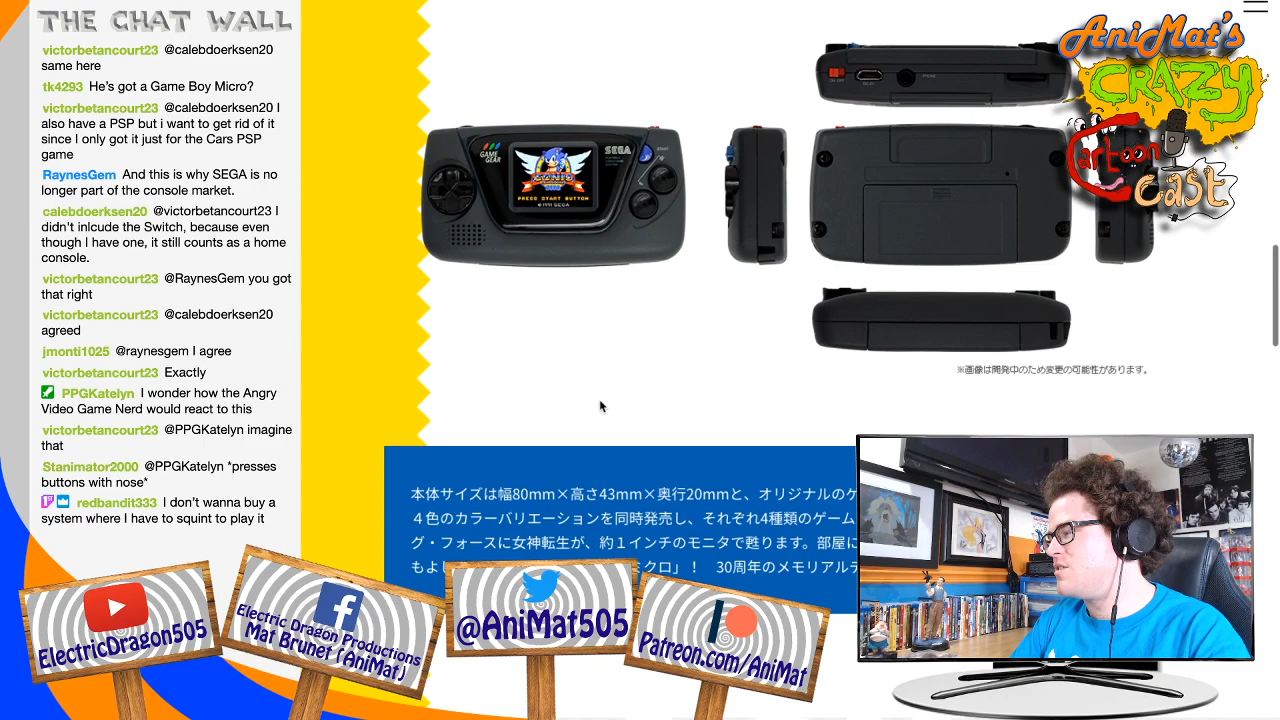 THE CHAT WALL
victorbetancourt23 @calebdoerksen20
same here
tk4293 He's got a Game Boy Micro?
victorbetancourt23 @calebdoerksen20 I
also have a PSP but i want to get rid of it
since I only got it just for the Cars PSP
game
RaynesGem And this is why SEGA is no
longer part of the console market.
calebdoerksen20 @victorbetancourt23 I
didn't inlcude the Switch, because even
though I have one, it still counts as a home
console.
victorbetancourt23 @RaynesGem you got
that right
victorbetancourt23 @calebdoerksen20
agreed
jmonti1025 @raynesgem I agree
victorbetancourt23 Exactly
PPGKatelyn I wonder how the Angry
Video Game Nerd would react to this
victorbetancourt23 @PPGKatelyn imagine
that
Stanimator2000 @PPGKatelyn *presses
buttons with nose*
redbandit333 I don't wanna buy a
system where I have to squint to play it
GAME
GEAR
SEGA
START
PRESS START BUTTON
© 1991 SEGA
AniMat's
CRAZY
Cartoon
Cast
※画像は開発中のため変更の可能性があります。
本体サイズは幅80mm×高さ43mm×奥行20mmと、オリジナルのゲ
４色のカラーバリエーションを同時発売し、それぞれ4種類のゲーム
グ・フォースに女神転生が、約１インチのモニタで甦ります。部屋に
もよし
ミクロ」！　30周年のメモリアルデ
ElectricDragon505
Electric Dragon Productions
Mat Brunet (AniMat)
@AniMat505
Patreon.com/AniMat